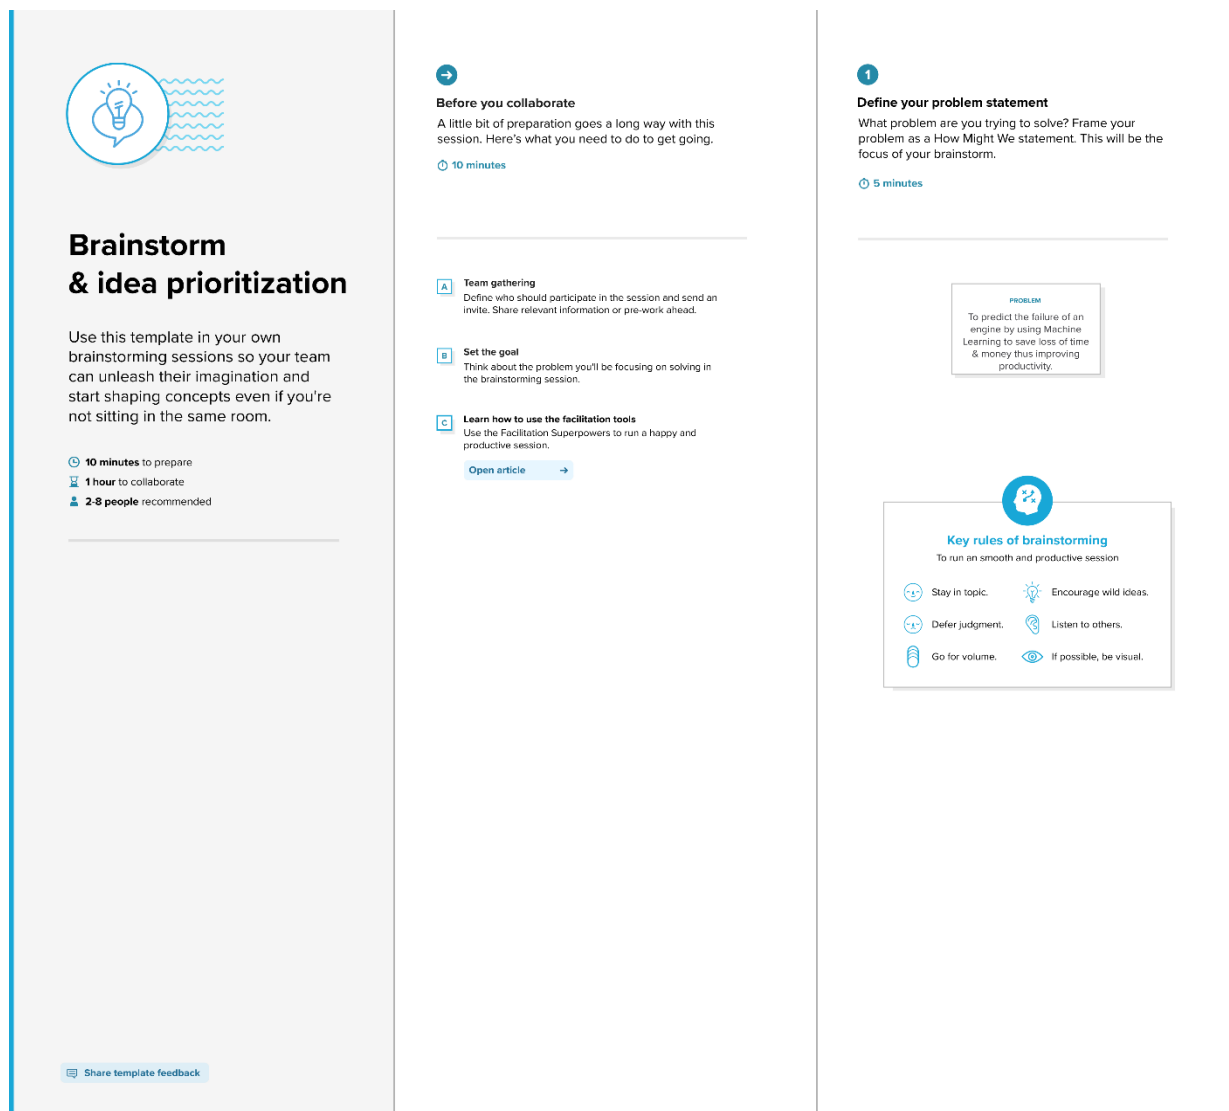 Brainstorm
& idea prioritization
Use this template in your own
brainstorming sessions so your team
can unleash their imagination and
start shaping concepts even if you're
not sitting in the same room.
10 minutes to prepare
1 hour to collaborate
2-8 people recommended
Share template feedback
Before you collaborate
A little bit of preparation goes a long way with this
session. Here's what you need to do to get going.
10 minutes
A
Team gathering
Define who should participate in the session and send an
invite. Share relevant information or pre-work ahead.
B
Set the goal
Think about the problem you'll be focusing on solving in
the brainstorming session.
C
Learn how to use the facilitation tools
Use the Facilitation Superpowers to run a happy and
productive session.
Open article
1
Define your problem statement
What problem are you trying to solve? Frame your
problem as a How Might We statement. This will be the
focus of your brainstorm.
5 minutes
PROBLEM
To predict the failure of an
engine by using Machine
Learning to save loss of time
& money thus improving
productivity.
Key rules of brainstorming
To run an smooth and productive session
Stay in topic.
Encourage wild ideas.
Defer judgment.
Listen to others.
Go for volume.
If possible, be visual.